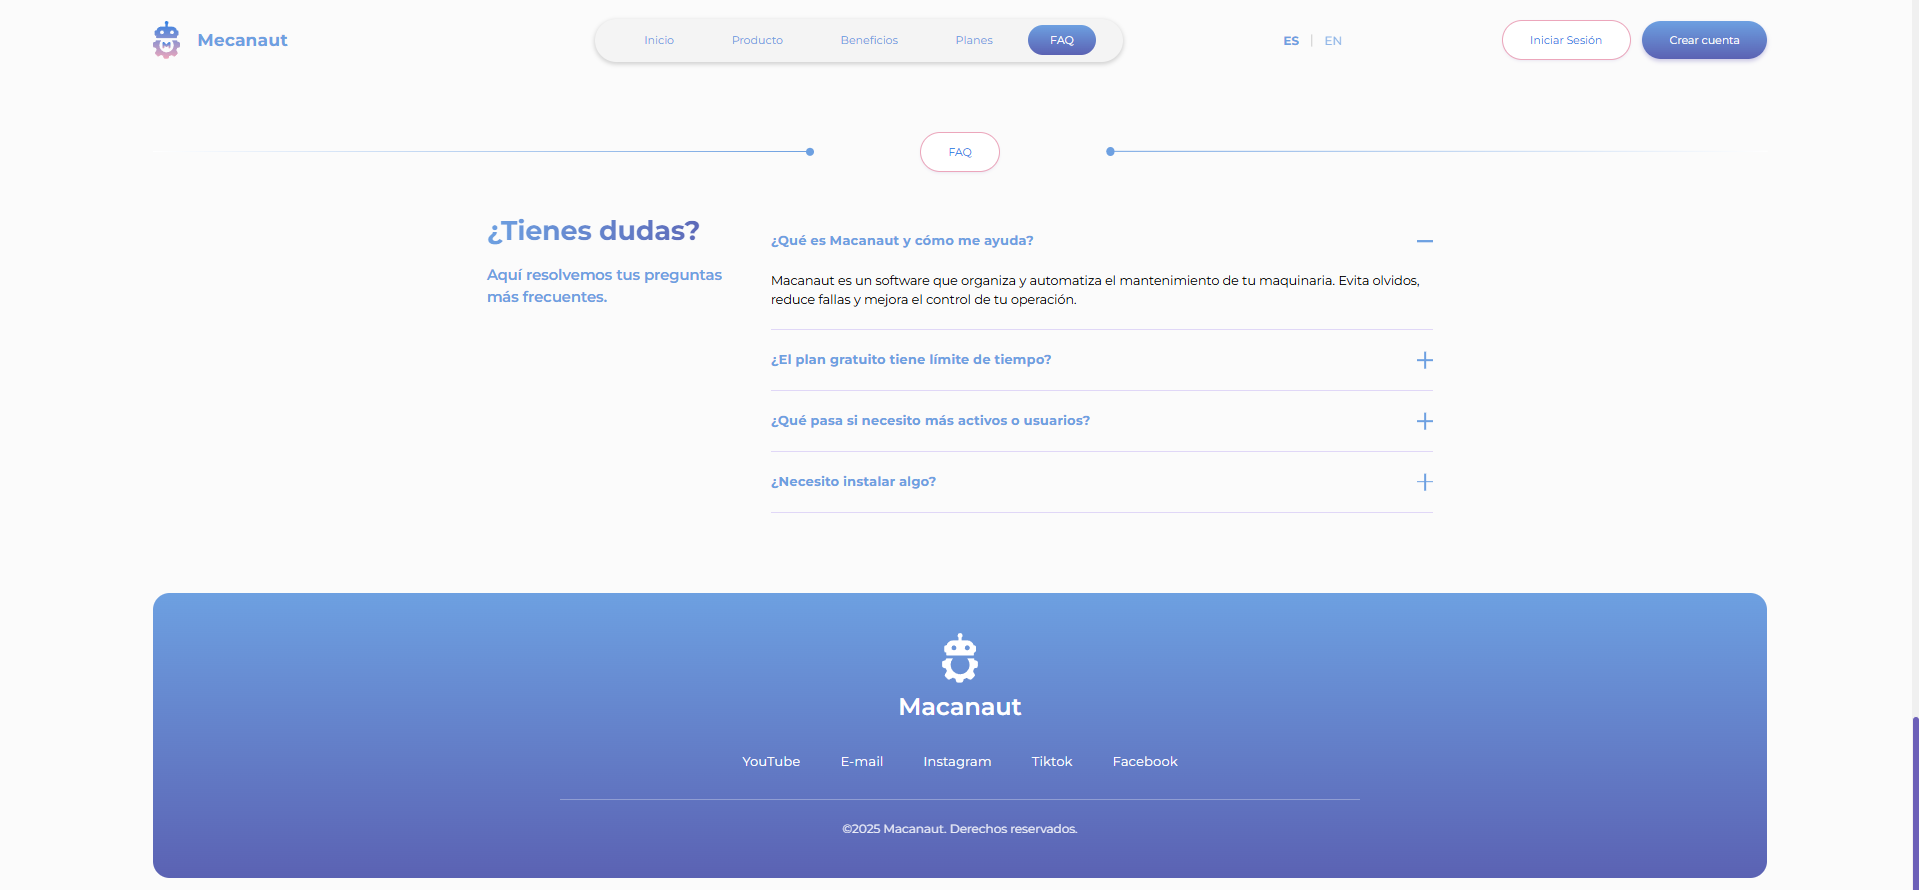 Mecanaut
Inicio
Producto
Beneficios
Planes
FAQ
ES | EN
Iniciar Sesión
Crear cuenta
FAQ
¿Tienes dudas?
Aquí resolvemos tus preguntas
más frecuentes.
¿Qué es Macanaut y cómo me ayuda?
Macanaut es un software que organiza y automatiza el mantenimiento de tu maquinaria. Evita olvidos,
reduce fallas y mejora el control de tu operación.
¿El plan gratuito tiene límite de tiempo?
¿Qué pasa si necesito más activos o usuarios?
¿Necesito instalar algo?
Macanaut
YouTube
E-mail
Instagram
Tiktok
Facebook
©2025 Macanaut. Derechos reservados.